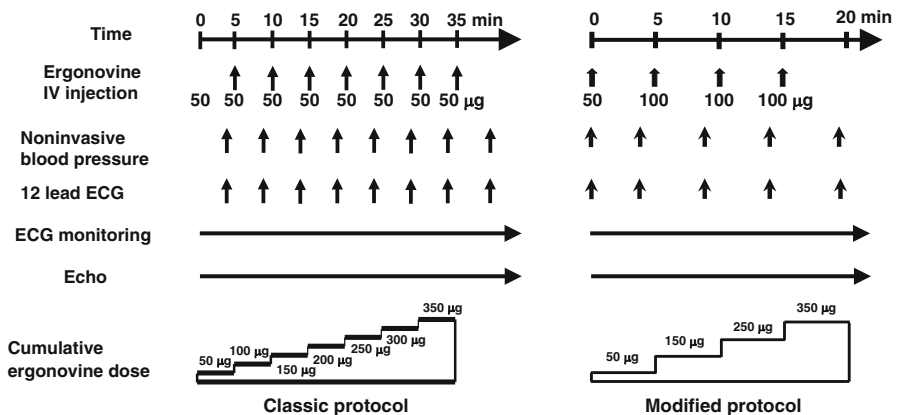 Time 0 5 10 15 20 25 30 35 min 0 5 10 15 20 min
Ergonovine
IV injection
50 50 50 50 50 50 50 50 µg 50 100 100 100 µg
Noninvasive
blood pressure
12 lead ECG
ECG monitoring
Echo
Cumulative
ergonovine dose
50 µg 100 µg 150 µg 200 µg 250 µg 300 µg 350 µg
50 µg 150 µg 250 µg 350 µg
Classic protocol Modified protocol